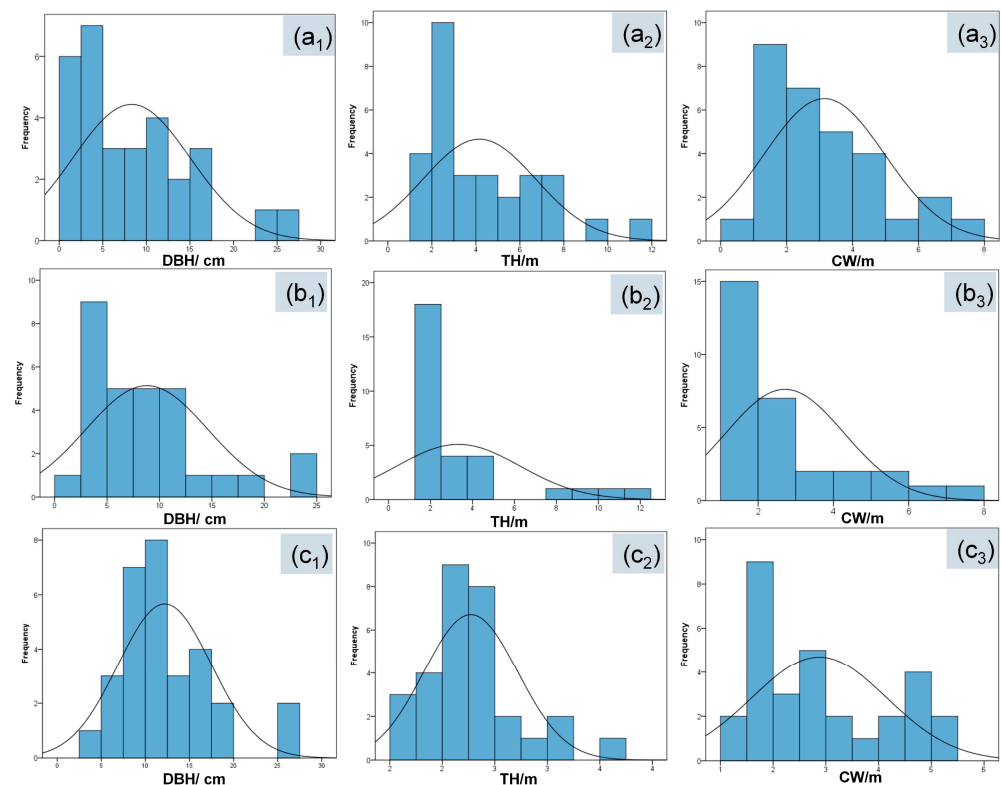 (a₁)
Frequency
6
4
2
0
0 5 10 15 20 25 30
DBH/ cm
(a₂)
Frequency
10
8
6
4
2
0
0 2 4 6 8 10 12
TH/m
(a₃)
Frequency
10
8
6
4
2
0
0 2 4 6 8
CW/m
(b₁)
Frequency
10
8
6
4
2
0
0 5 10 15 20 25
DBH/ cm
(b₂)
Frequency
20
15
10
5
0
0 2 4 6 8 10 12
TH/m
(b₃)
Frequency
15
10
5
0
2 4 6 8
CW/m
(c₁)
Frequency
8
6
4
2
0
0 5 10 15 20 25 30
DBH/ cm
(c₂)
Frequency
10
8
6
4
2
0
2 2 3 3 4 4
TH/m
(c₃)
Frequency
10
8
6
4
2
0
1 2 3 4 5 6
CW/m